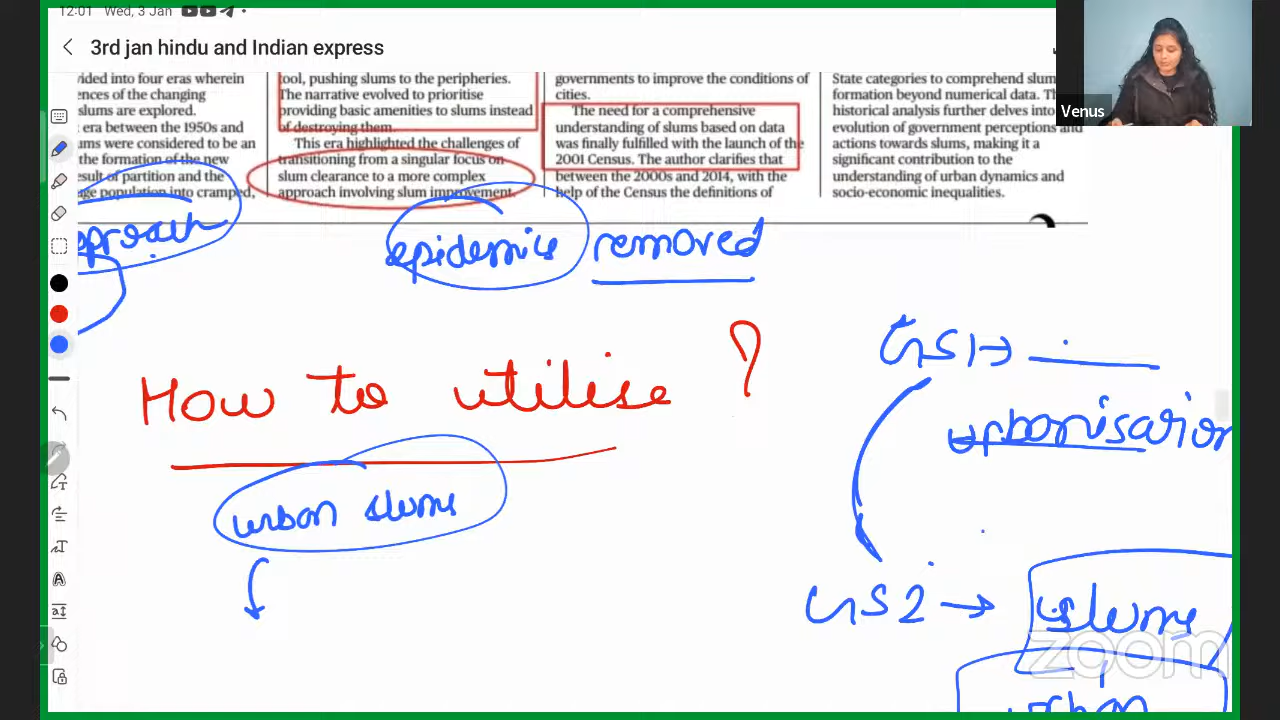 12:01 Wed, 3 Jan
3rd jan hindu and Indian express
vided into four eras wherein
ences of the changing
slums are explored.
era between the 1950s and
ums were considered to be an
the formation of the new
esult of partition and the
ge population into cramped,
tool, pushing slums to the peripheries.
The narrative evolved to prioritise
providing basic amenities to slums instead
of destroying them.
This era highlighted the challenges of
transitioning from a singular focus on
slum clearance to a more complex
approach involving slum improvement.
governments to improve the conditions of
cities.
The need for a comprehensive
understanding of slums based on data
was finally fulfilled with the launch of the
2001 Census. The author clarifies that
between the 2000s and 2014, with the
help of the Census the definitions of
State categories to comprehend slum
formation beyond numerical data. T
historical analysis further delves into
evolution of government perceptions and
actions towards slums, making it a
significant contribution to the
understanding of urban dynamics and
socio-economic inequalities.
Venus
pproach
epidemics removed
How to utilise ?
urban slums
GS1→
urbanisation
GS2 → slums
urban
zoom